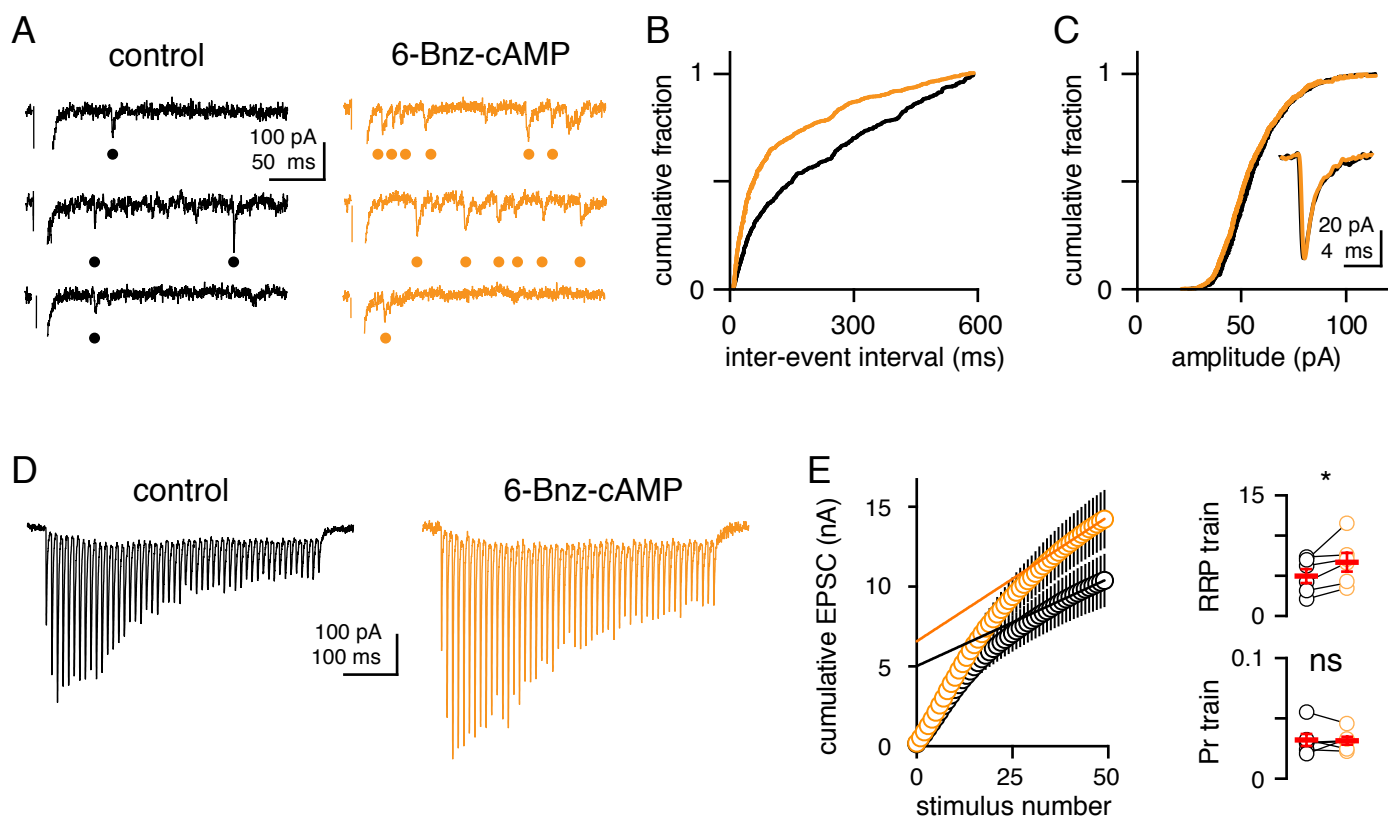 A
control
6-Bnz-cAMP
100 pA
50 ms
B
cumulative fraction
1
0
0
300
600
inter-event interval (ms)
C
cumulative fraction
1
0
20 pA
4 ms
0
50
100
amplitude (pA)
D
control
6-Bnz-cAMP
100 pA
100 ms
E
cumulative EPSC (nA)
15
10
5
0
0
25
50
stimulus number
*
RRP train
15
0
ns
Pr train
0.1
0